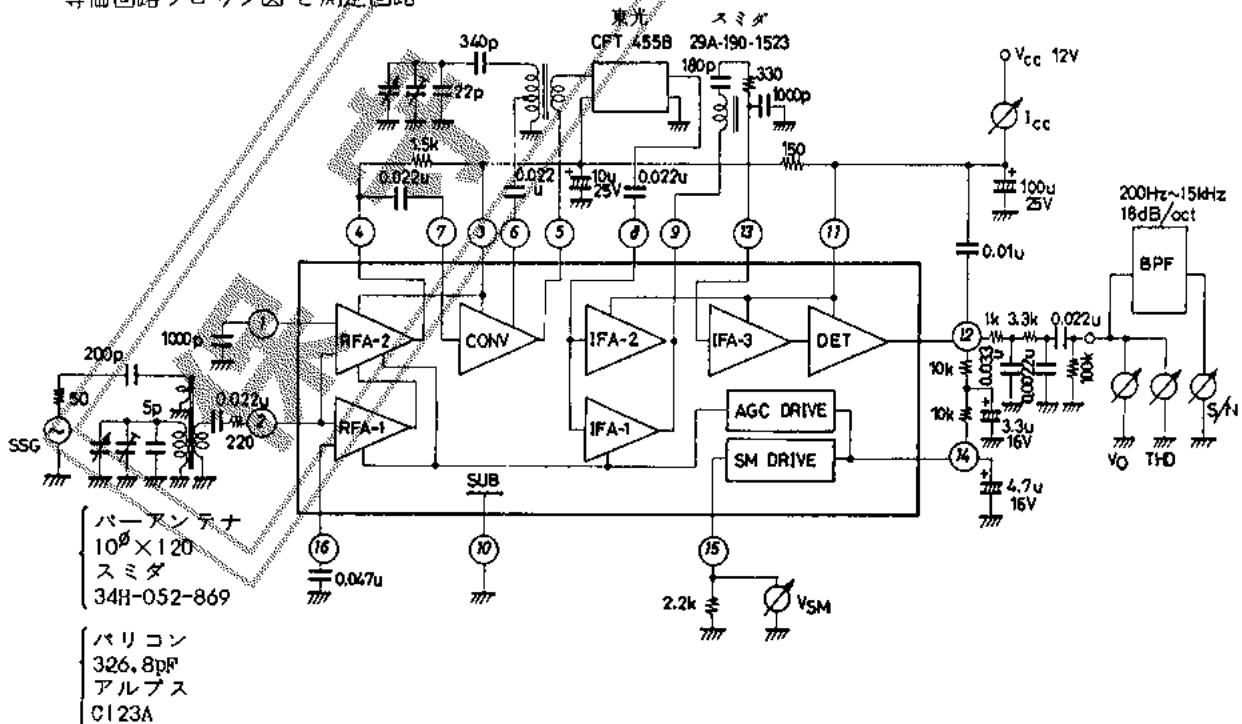 等価回路ブロック図と測定回路
東光
CFT 455B
スミダ
29A-190-1523
340p
22p
180p
330
1000p
VCC 12V
ICC
1.5k
0.022u
0.022u
10u
25V
0.022u
150
100u
25V
200Hz~15kHz
18dB/oct
BPF
4
7
3
6
5
8
9
13
11
0.01u
1
1000p
RFA-2
CONV
IFA-2
IFA-3
DET
12
1k
3.3k
0.022u
0.033u
0.0022u
100k
10k
10k
3.3u
16V
200p
50
SSG
5p
0.022u
220
2
RFA-1
IFA-1
AGC DRIVE
SM DRIVE
14
4.7u
16V
VO
THD
S/N
SUB
16
0.047u
10
15
2.2k
VSM
バーアンテナ
10ø×120
スミダ
34H-052-869
バリコン
326.8pF
アルプス
C123A